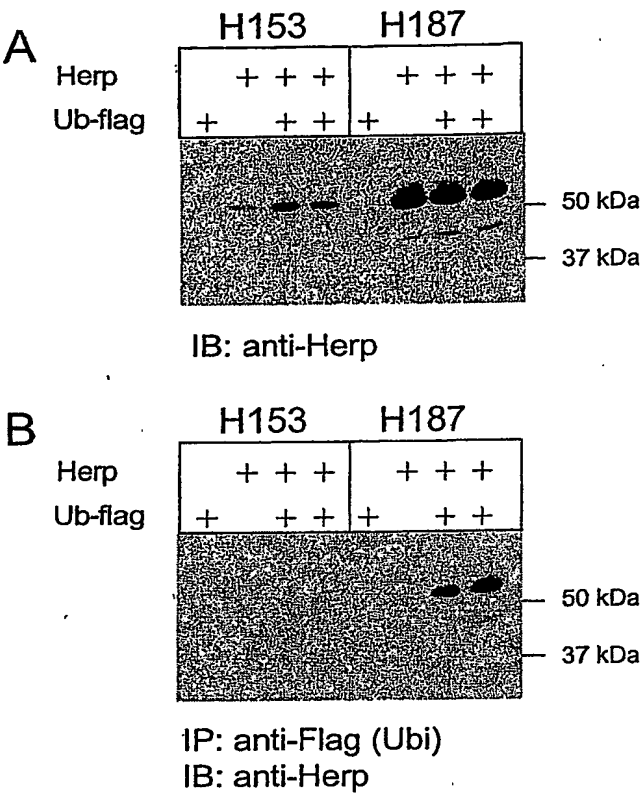 A
H153 H187
Herp + + + + + +
Ub-flag + + + + + +
50 kDa
37 kDa
IB: anti-Herp
B
H153 H187
Herp + + + + + +
Ub-flag + + + + + +
50 kDa
37 kDa
IP: anti-Flag (Ubi)
IB: anti-Herp